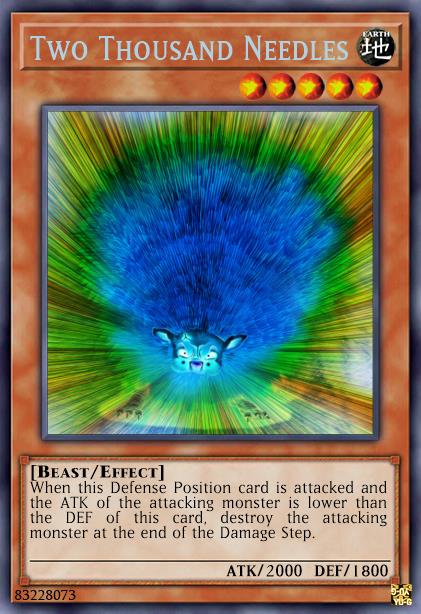 TWO THOUSAND NEEDLES
EARTH
地
[BEAST/EFFECT]
When this Defense Position card is attacked and
the ATK of the attacking monster is lower than
the DEF of this card, destroy the attacking
monster at the end of the Damage Step.
ATK/2000 DEF/1800
83228073